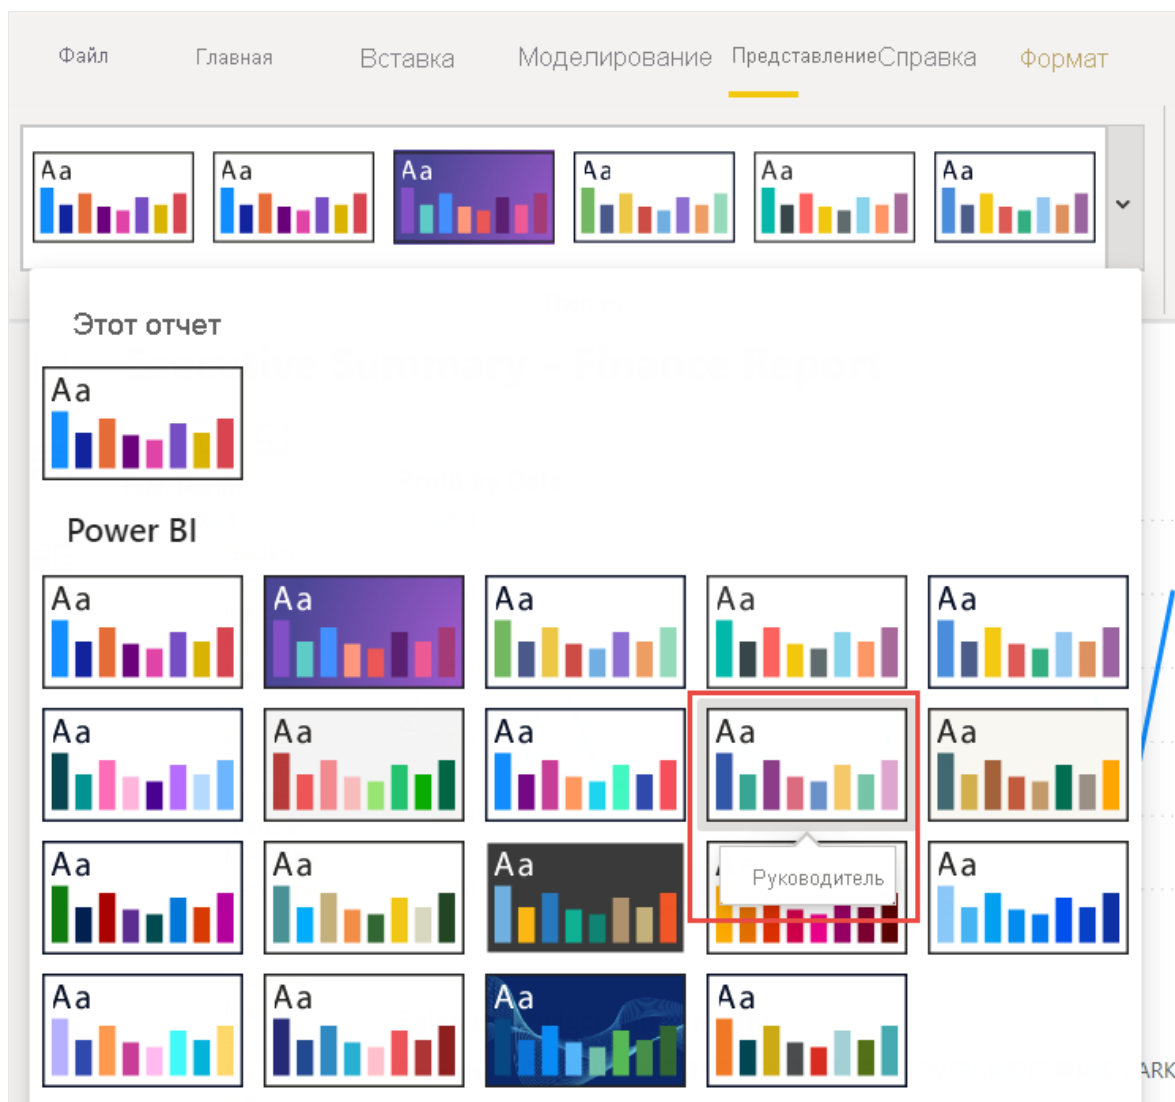 Файл Главная Вставка Моделирование Представление Справка Формат
Aa Aa Aa Aa Aa Aa
Этот отчет
Aa
Power BI
Aa Aa Aa Aa Aa
Aa Aa Aa Aa Aa
Aa Aa Aa Aa
Руководитель
Aa Aa Aa Aa
ARK